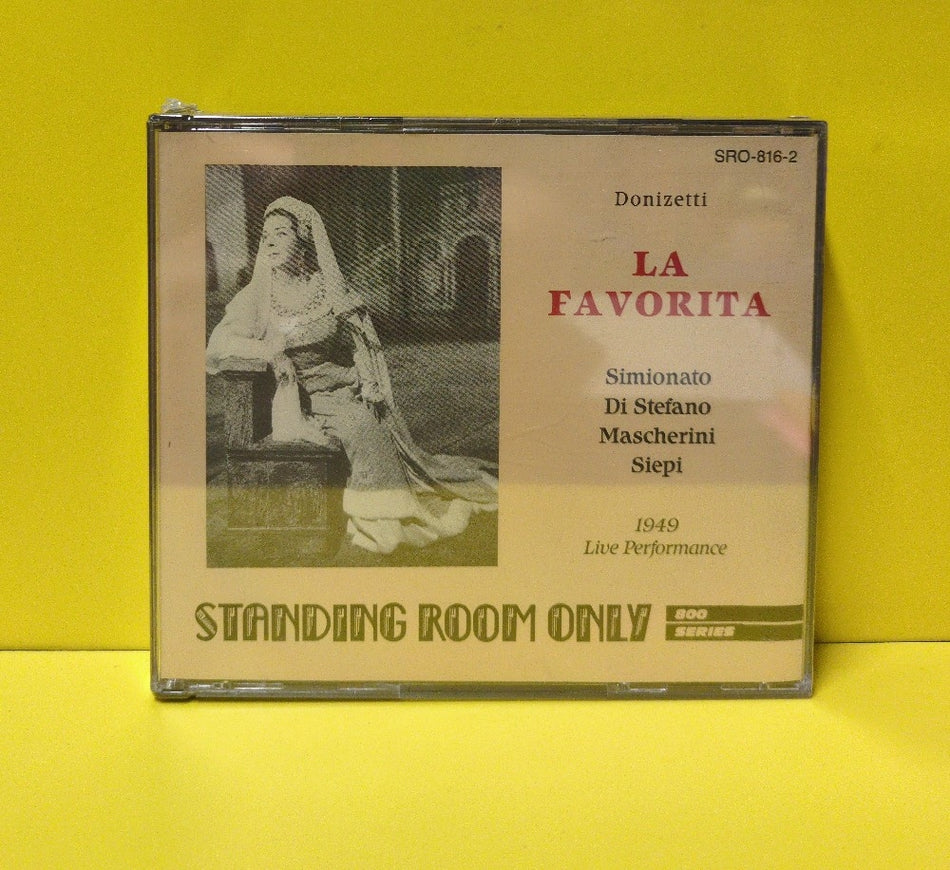 SRO-816-2
Donizetti
LA
FAVORITA
Simionato
Di Stefano
Mascherini
Siepi
1949
Live Performance
STANDING ROOM ONLY
800
SERIES